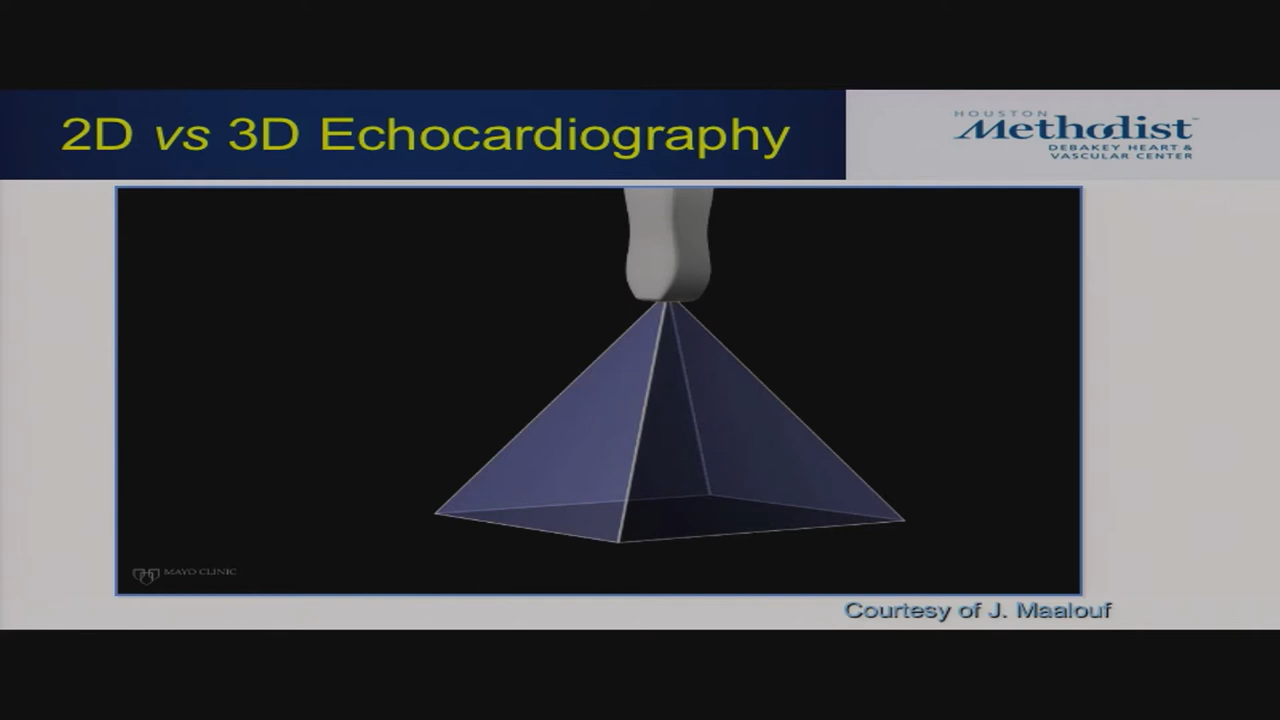 2D vs 3D Echocardiography
HOUSTON
Methodist
DEBAKEY HEART &
VASCULAR CENTER
MAYO CLINIC
Courtesy of J. Maalouf